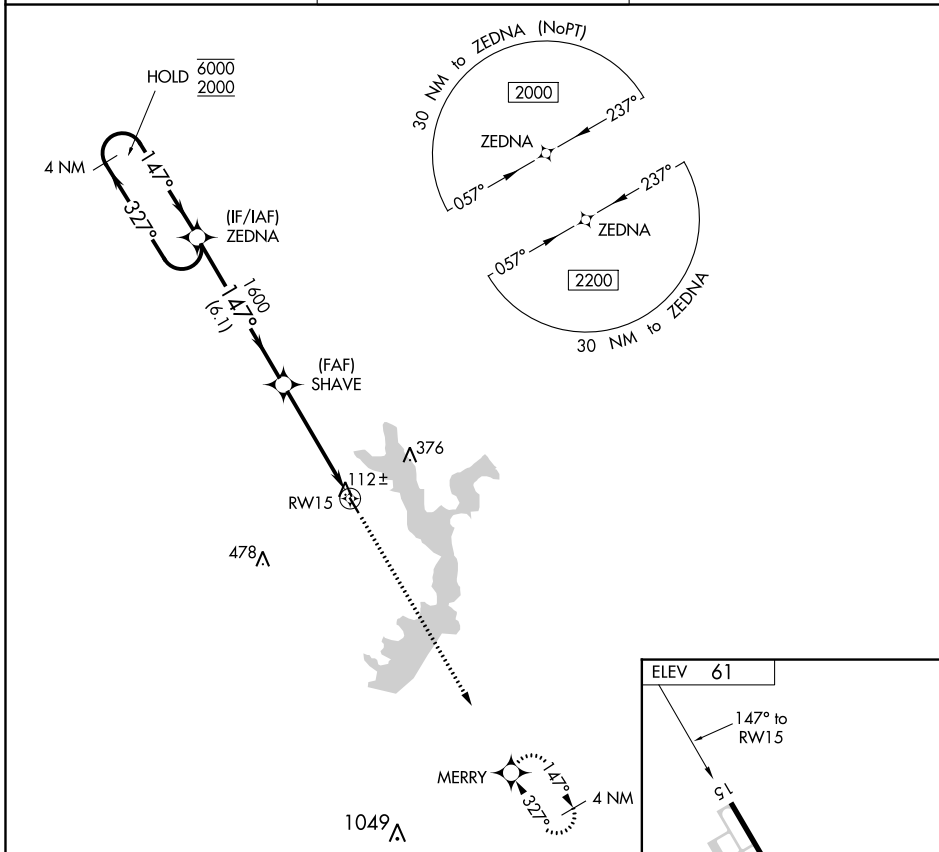 HOLD 6000
2000
4 NM
147°
327°
(IF/IAF)
ZEDNA
1600
147°
(6.1)
(FAF)
SHAVE
30 NM to ZEDNA (NoPT)
2000
ZEDNA
237°
057°
237°
ZEDNA
057°
2200
30 NM to ZEDNA
376
112±
RW15
478
MERRY
147°
327°
4 NM
1049
ELEV 61
147° to
RW15
15